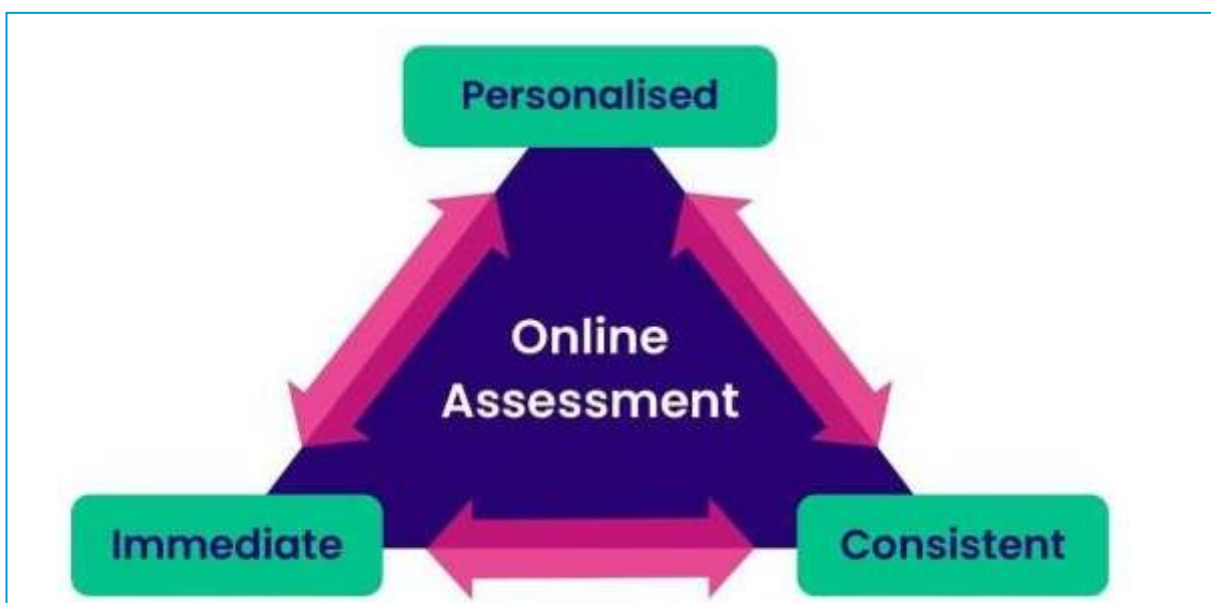 Personalised
Online
Assessment
Immediate
Consistent